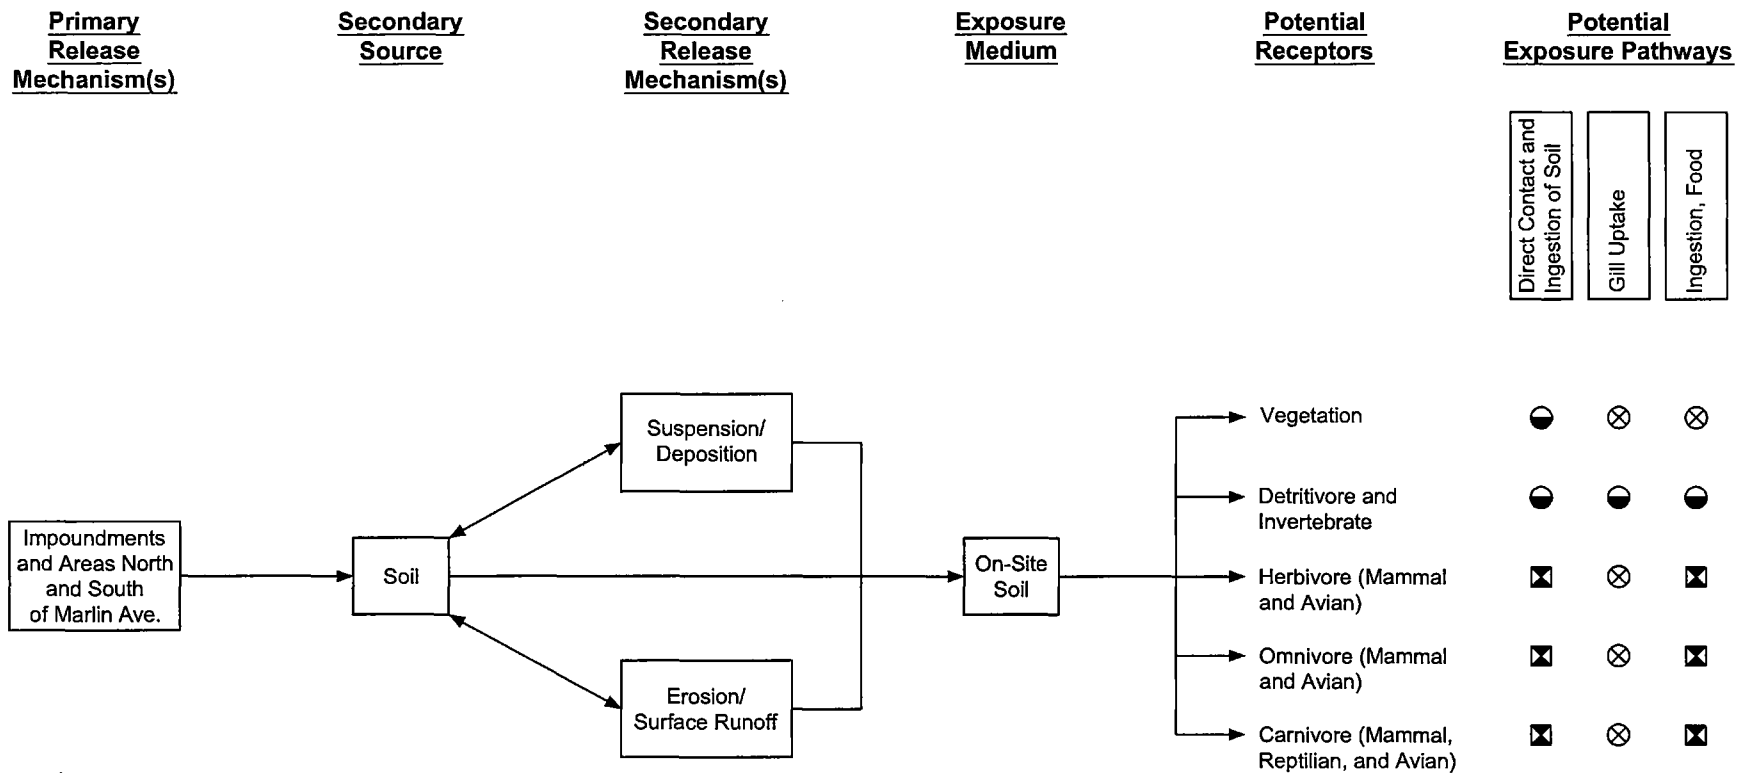 Primary
Release
Mechanism(s)
Secondary
Source
Secondary
Release
Mechanism(s)
Exposure
Medium
Potential
Receptors
Potential
Exposure Pathways
Direct Contact and
Ingestion of Soil
Gill Uptake
Ingestion, Food
Impoundments
and Areas North
and South
of Marlin Ave.
Soil
Suspension/
Deposition
Erosion/
Surface Runoff
On-Site
Soil
Vegetation
Detritivore and
Invertebrate
Herbivore (Mammal
and Avian)
Omnivore (Mammal
and Avian)
Carnivore (Mammal,
Reptilian, and Avian)